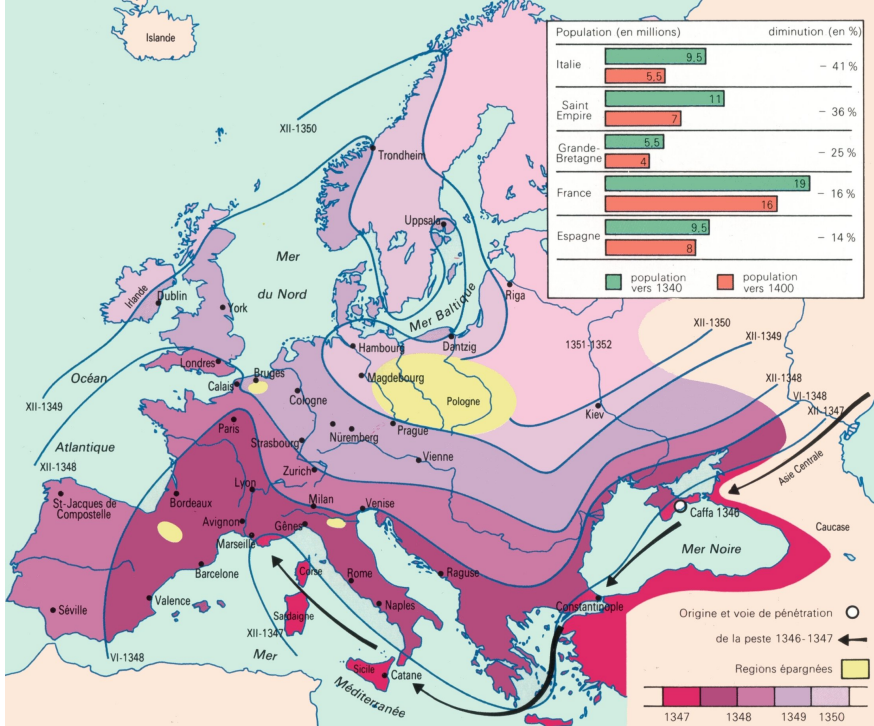 Islande
Population (en millions)
diminution (en %)
Italie
9,5
5,5
– 41 %
Saint
Empire
11
7
– 36 %
Grande-
Bretagne
5,5
4
– 25 %
France
19
16
– 16 %
Espagne
9,5
8
– 14 %
population
vers 1340
population
vers 1400
XII-1350
Trondheim
Uppsala
Mer
du Nord
Irlande
Dublin
York
Mer Baltique
Riga
1351-1352
XII-1350
XII-1349
Océan
Londres
Calais
Bruges
Hambourg
Dantzig
Magdebourg
Pologne
Cologne
Kiev
XII-1348
VI-1348
XII-1347
XII-1349
Atlantique
Paris
Strasbourg
Nüremberg
Prague
Vienne
Asie Centrale
XII-1348
Zurich
St-Jacques de
Compostelle
Bordeaux
Lyon
Milan
Venise
Caffa 1346
Avignon
Gênes
Marseille
Caucase
Mer Noire
Barcelone
Corse
Rome
Raguse
Séville
Valence
Naples
Constantinople
Sardaigne
XII-1347
VI-1348
Mer
Méditerranée
Sicile
Catane
Origine et voie de pénétration
de la peste 1346-1347
Regions épargnées
1347
1348
1349
1350